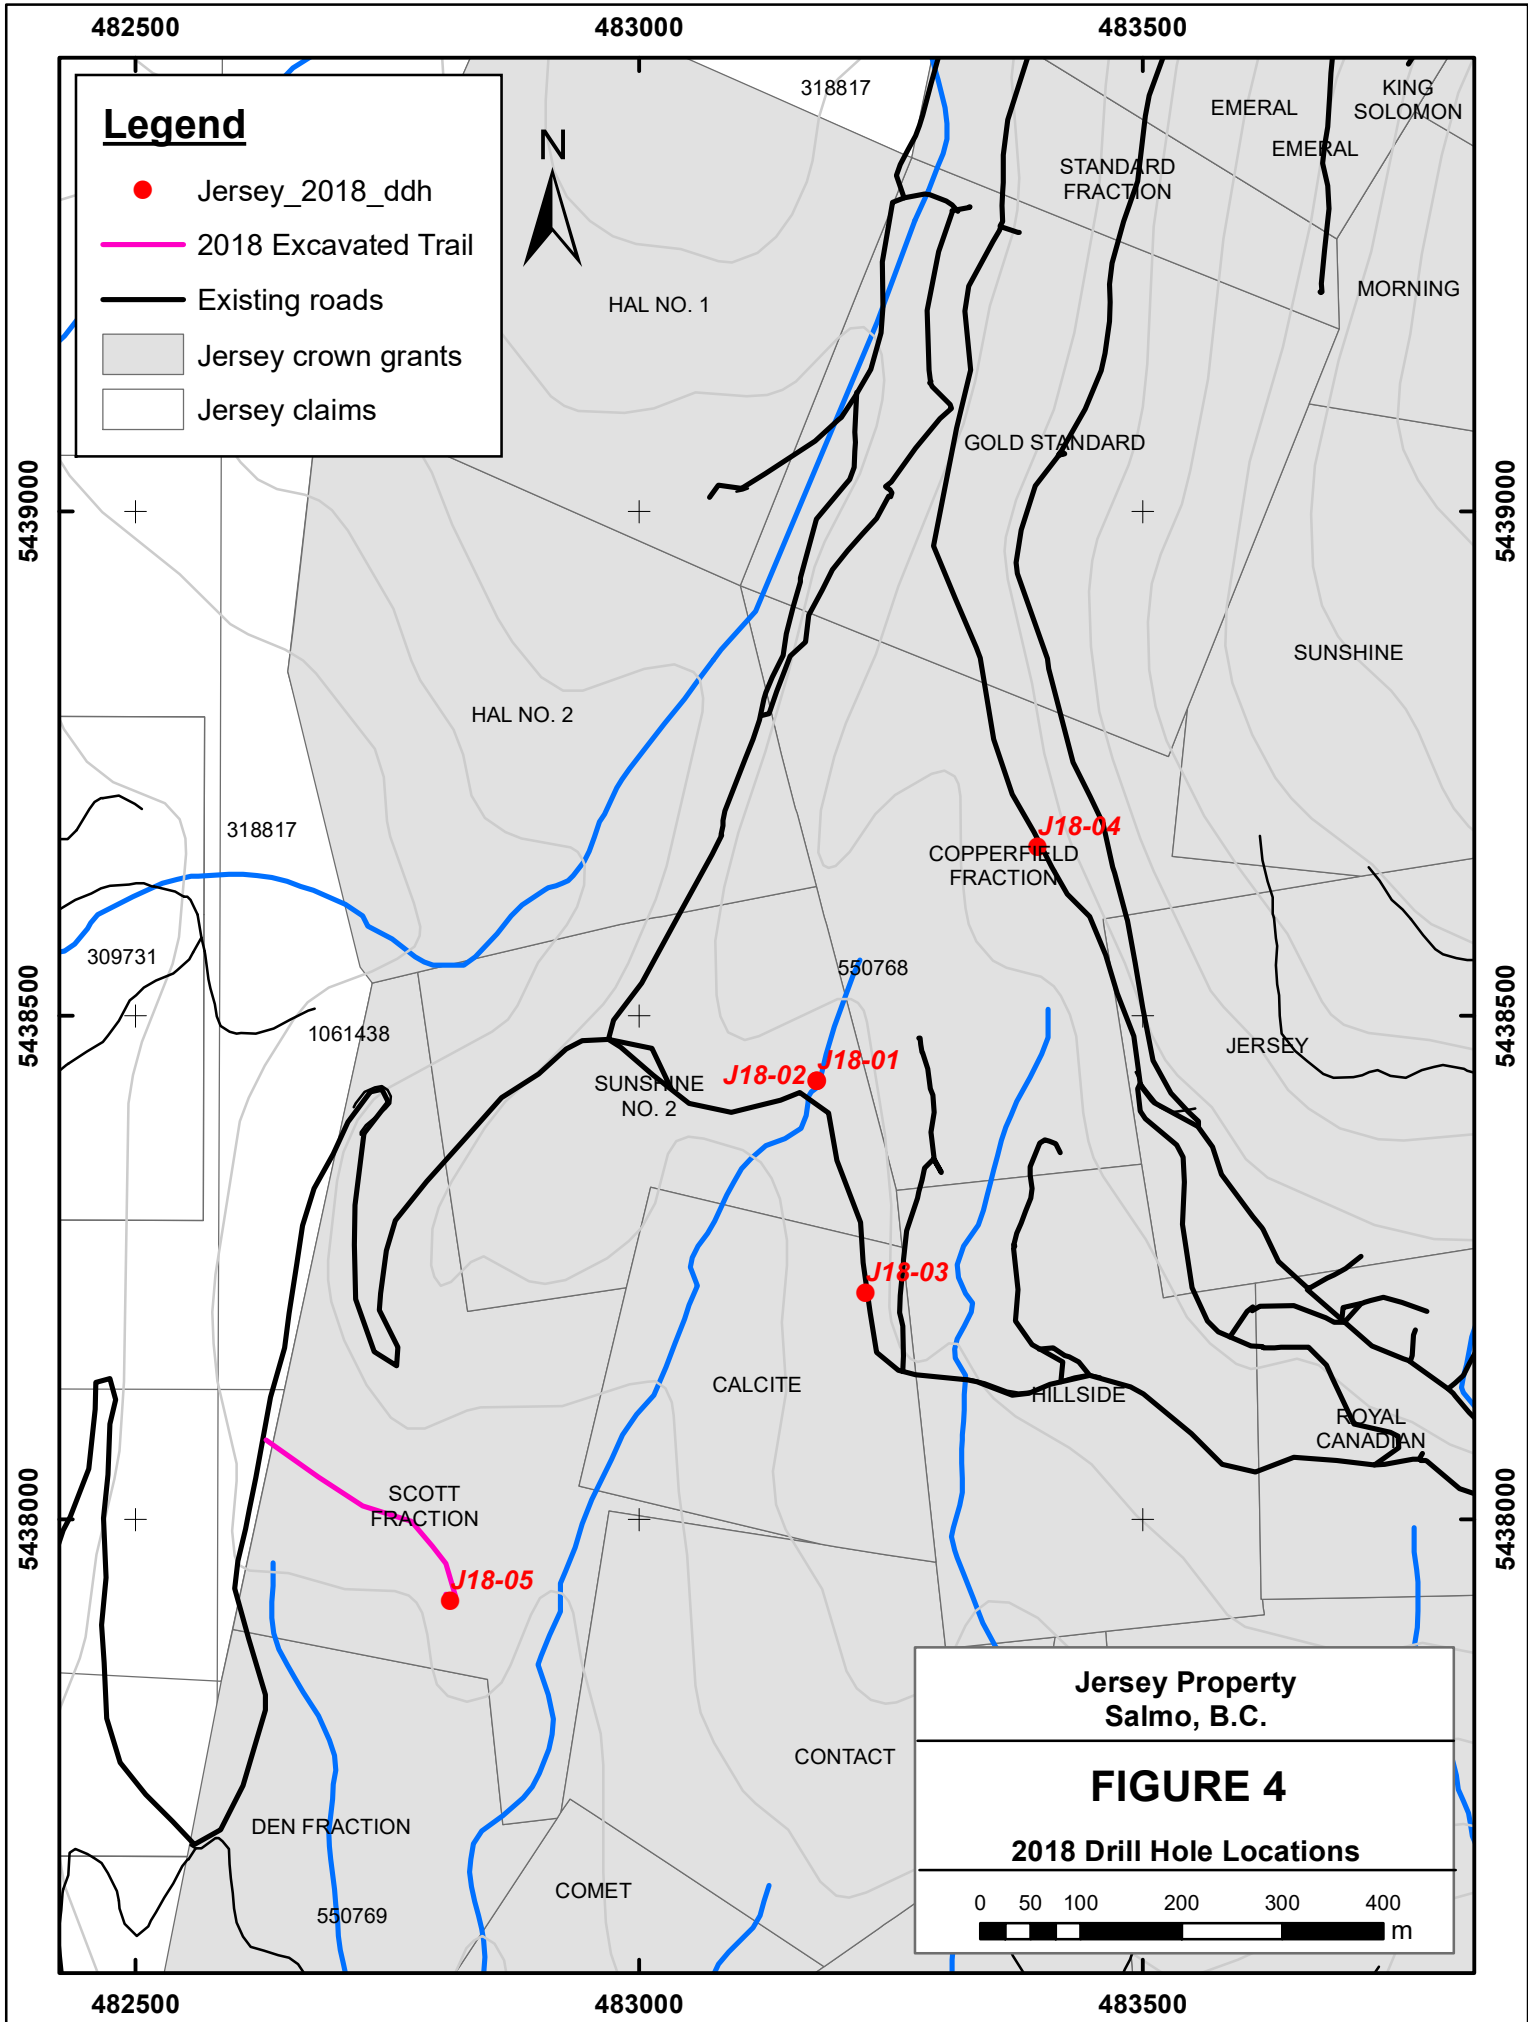 482500
483000
483500
Legend
Jersey_2018_ddh
2018 Excavated Trail
Existing roads
Jersey crown grants
Jersey claims
N
318817
EMERAL
KING
SOLOMON
EMERAL
STANDARD
FRACTION
MORNING
HAL NO. 1
GOLD STANDARD
5439000
5439000
SUNSHINE
HAL NO. 2
318817
J18-04
COPPERFIELD
FRACTION
309731
550768
5438500
5438500
1061438
JERSEY
J18-02
J18-01
SUNSHINE
NO. 2
J18-03
CALCITE
HILLSIDE
ROYAL
CANADIAN
SCOTT
FRACTION
5438000
5438000
J18-05
CONTACT
DEN FRACTION
COMET
550769
Jersey Property
Salmo, B.C.
FIGURE 4
2018 Drill Hole Locations
0 50 100 200 300 400
m
482500
483000
483500